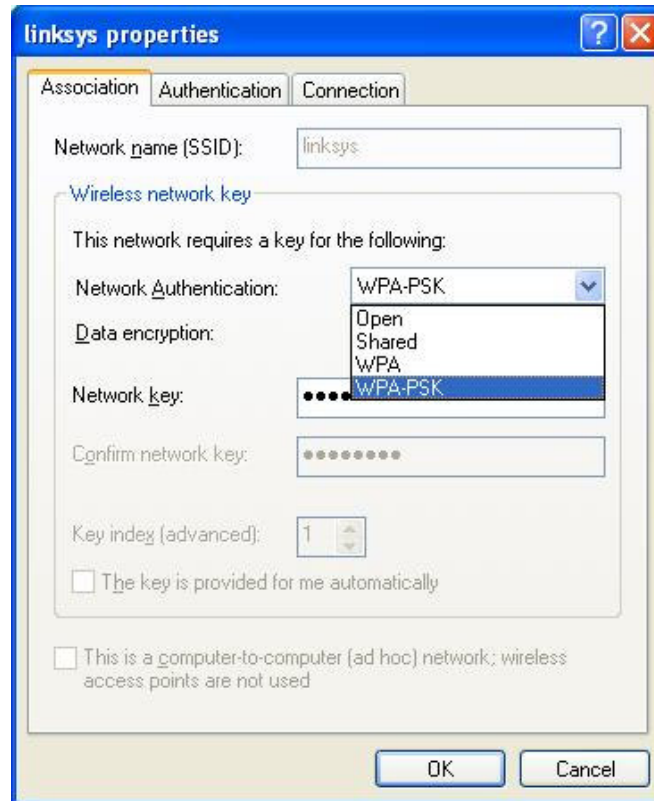 linksys properties
Association Authentication Connection
Network name (SSID): linksys
Wireless network key
This network requires a key for the following:
Network Authentication: WPA-PSK
Open
Data encryption:
Shared
WPA
WPA-PSK
Network key:
Confirm network key:
Key index (advanced): 1
The key is provided for me automatically
This is a computer-to-computer (ad hoc) network; wireless
access points are not used
OK Cancel